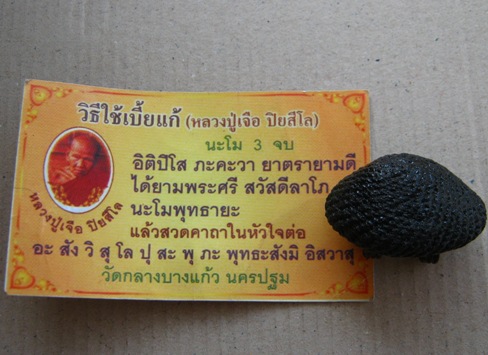 วิธีใช้เบี้ยแก้ (หลวงปู่เจือ ปิยสีโล)
นะโม 3 จบ
อิติปิโส ภะคะวา ยาตรายามดี
ได้ยามพระศรี สวัสดีลาโภ
นะโมพุทธายะ
แล้วสวดคาถาในหัวใจต่อ
อะ สัง วิ สุ โล ปุ สะ พุ ภะ พุทธะสังมิ อิสวาสุ
วัดกลางบางแก้ว นครปฐม
หลวงปู่เจือ ปิยสีโล